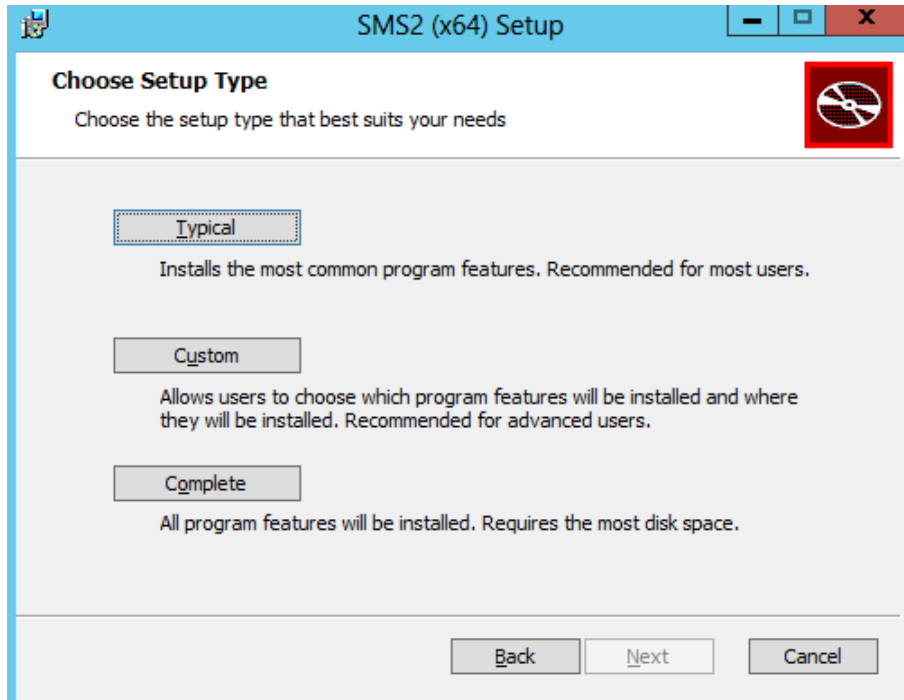 SMS2 (x64) Setup
Choose Setup Type
Choose the setup type that best suits your needs
Typical
Installs the most common program features. Recommended for most users.
Custom
Allows users to choose which program features will be installed and where
they will be installed. Recommended for advanced users.
Complete
All program features will be installed. Requires the most disk space.
Back Next Cancel